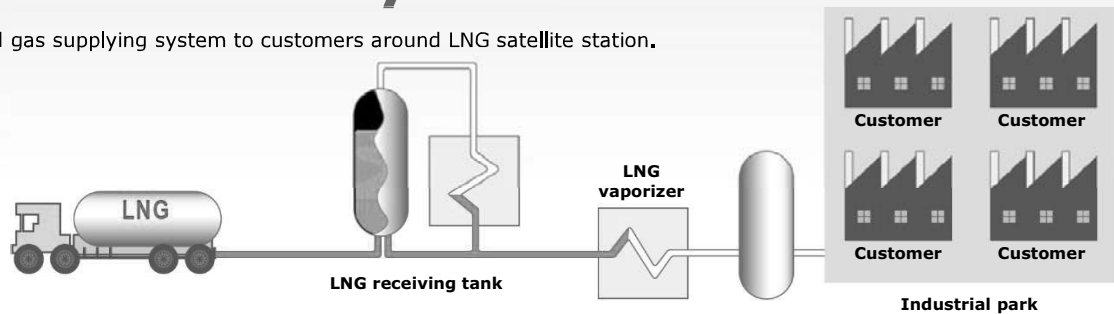 gas supplying system to customers around LNG satellite station.
Customer
Customer
LNG
vaporizer
LNG
Customer
Customer
LNG receiving tank
Industrial park